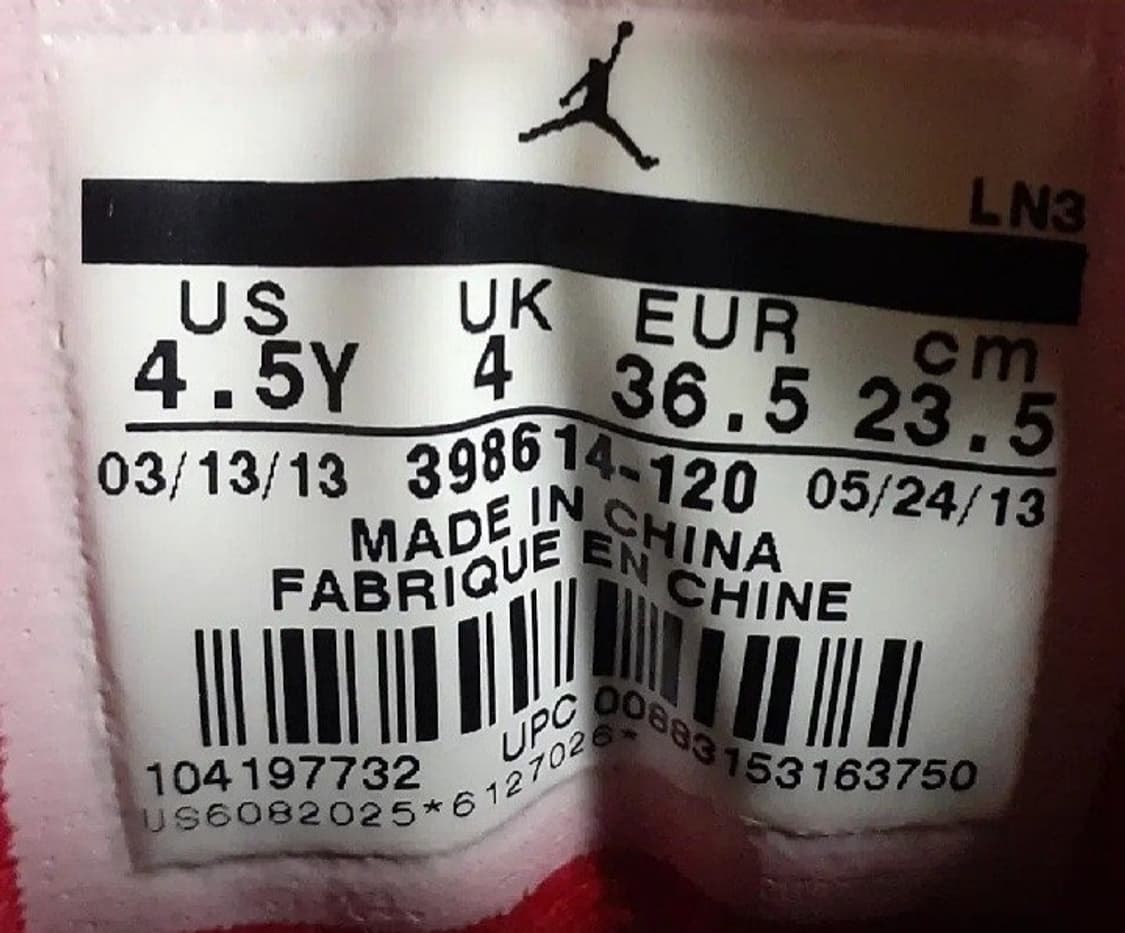 LN3
US UK EUR cm
4.5Y 4 36.5 23.5
03/13/13 398614-120 05/24/13
MADE IN CHINA
FABRIQUE EN CHINE
104197732 UPC 00883153163750
US6082025*6127026*